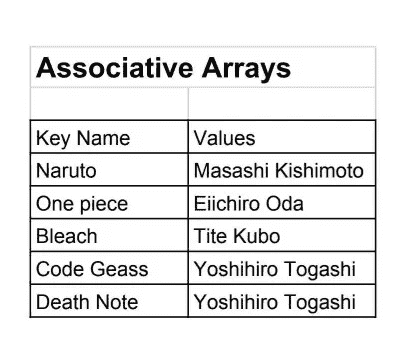 Associative Arrays
Key Name Values
Naruto Masashi Kishimoto
One piece Eiichiro Oda
Bleach Tite Kubo
Code Geass Yoshihiro Togashi
Death Note Yoshihiro Togashi